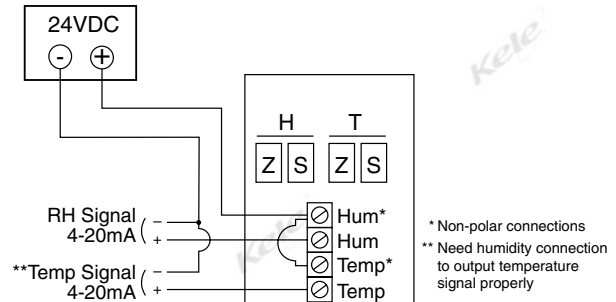 24VDC
- +
H T
Z S Z S
RH Signal -
4-20mA +
**Temp Signal -
4-20mA +
Hum*
Hum
Temp*
Temp
* Non-polar connections
** Need humidity connection
to output temperature
signal properly
Kele
Kele